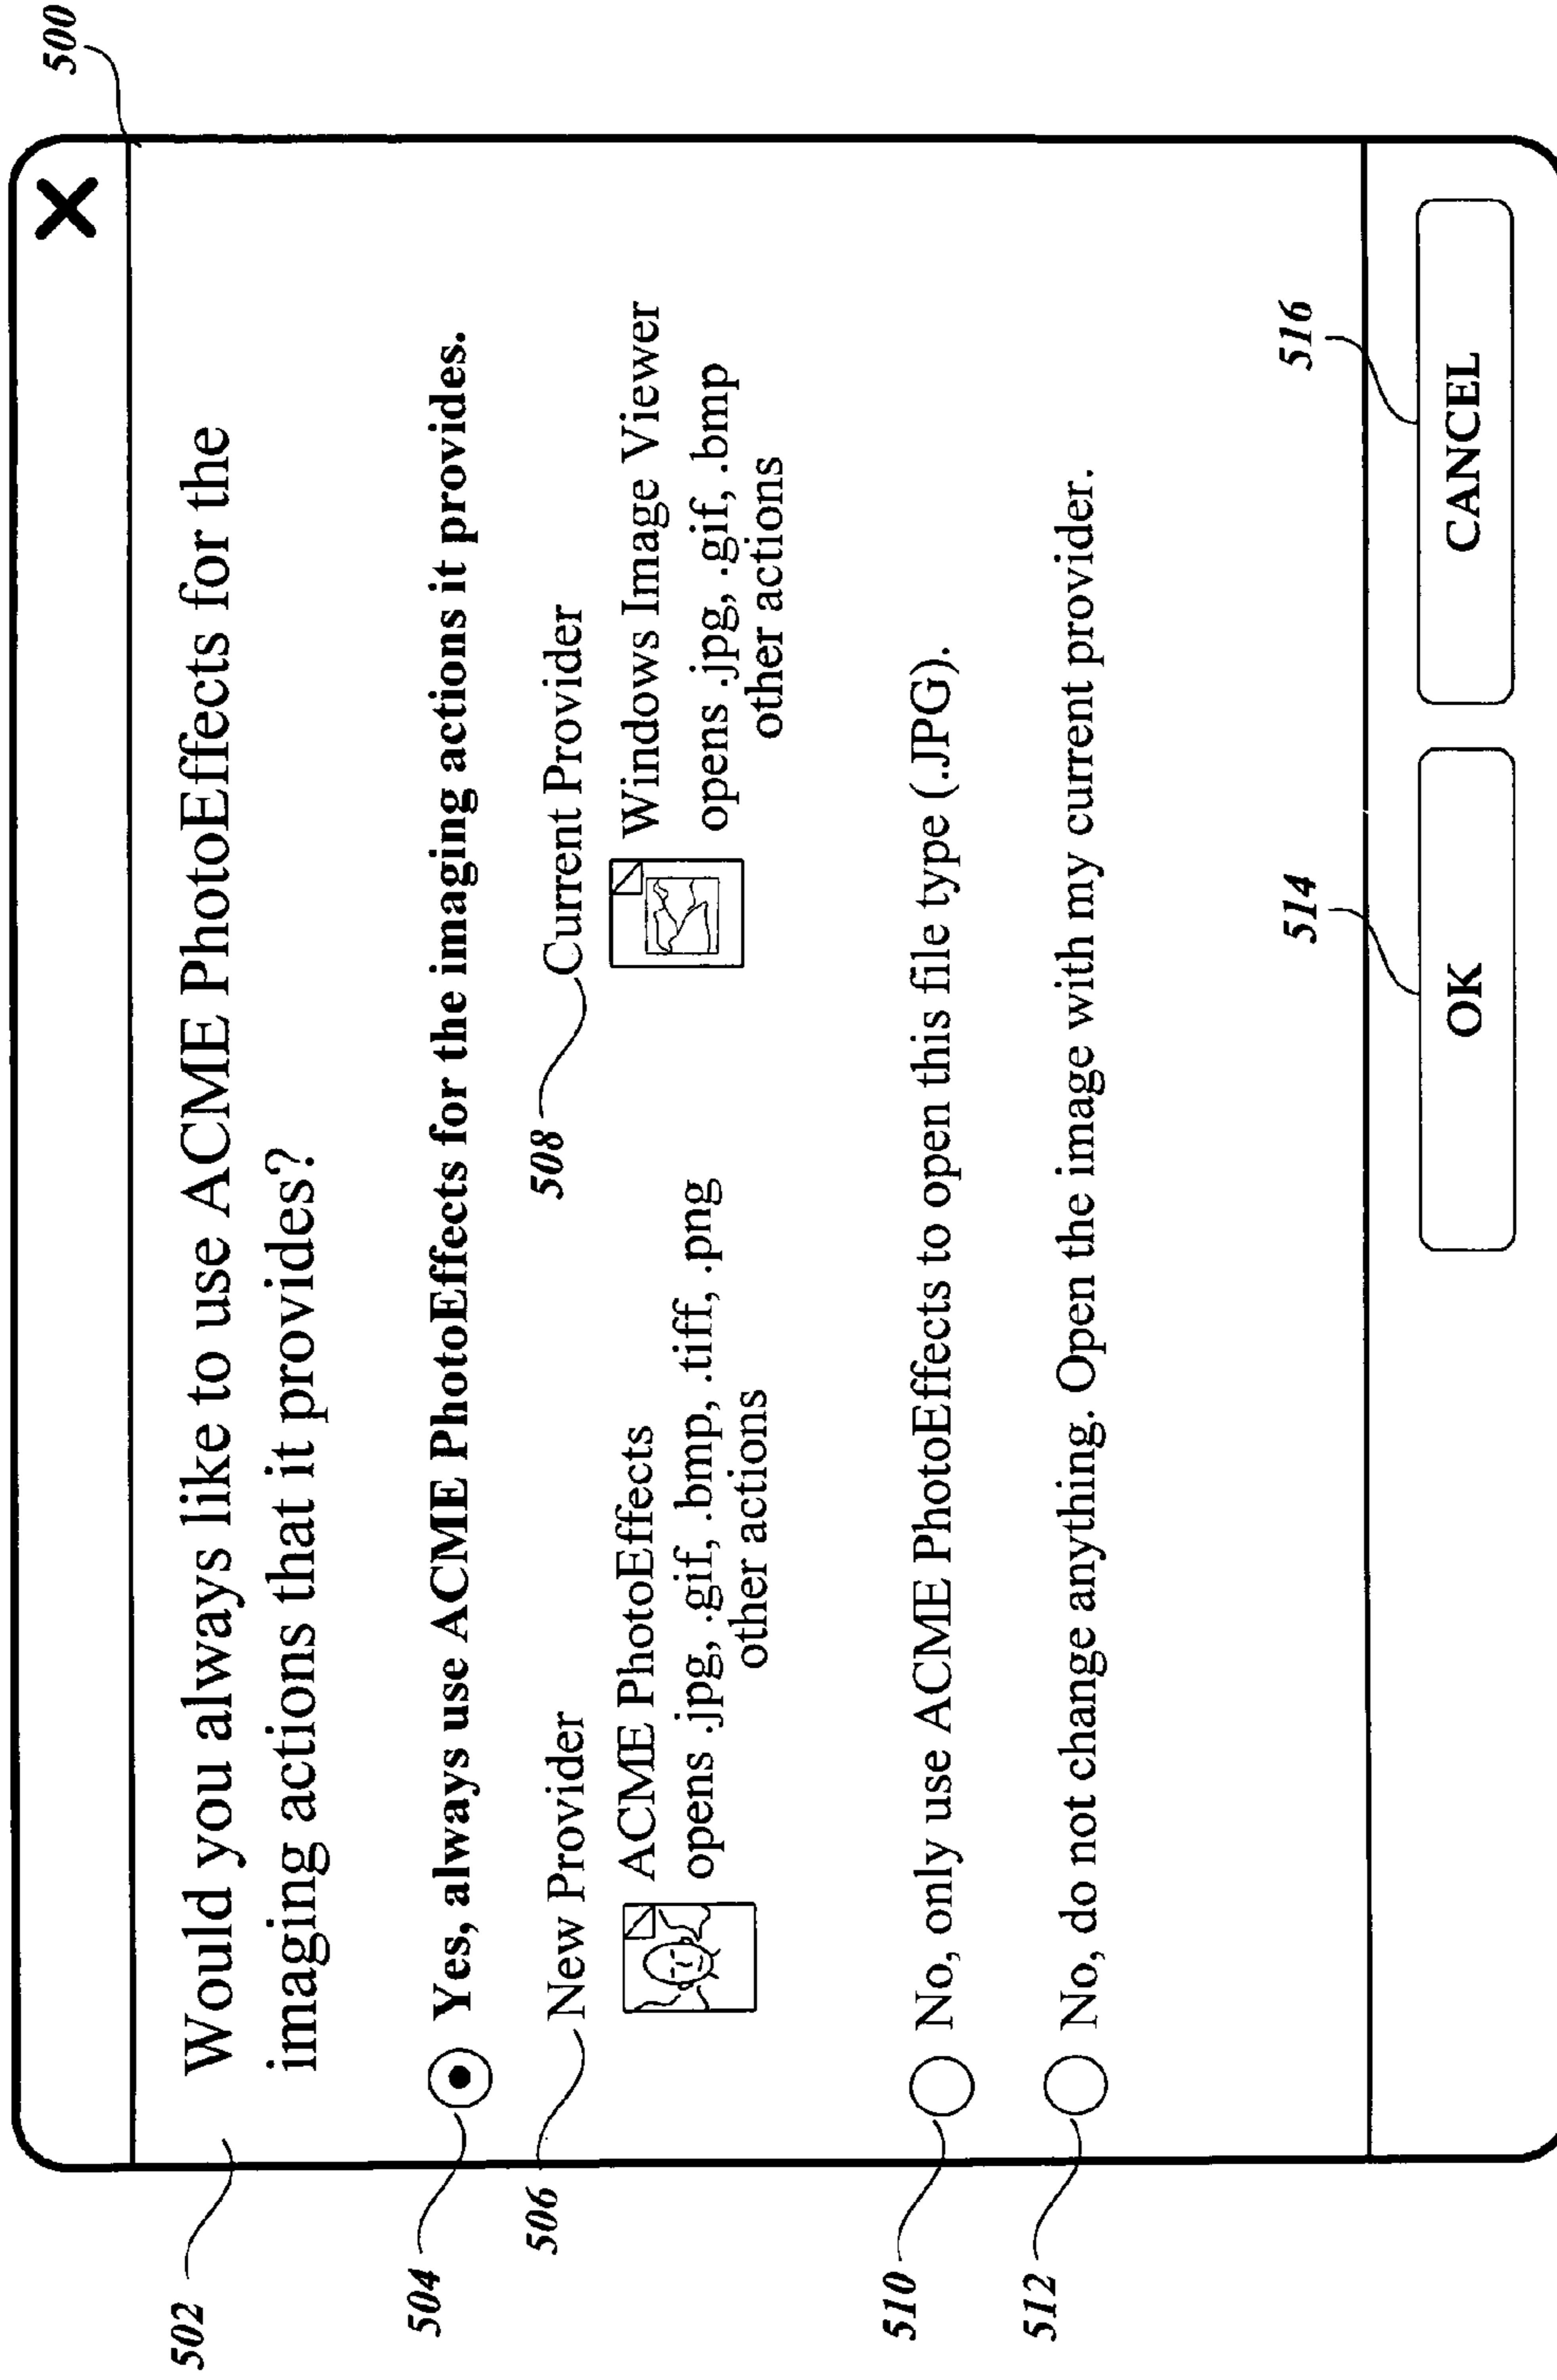 500
502
Would you always like to use ACME PhotoEffects for the
imaging actions that it provides?
504
Yes, always use ACME PhotoEffects for the imaging actions it provides.
506
New Provider
508
Current Provider
ACME PhotoEffects
opens .jpg, .gif, .bmp, .tiff, .png
other actions
Windows Image Viewer
opens .jpg, .gif, .bmp
other actions
510
No, only use ACME PhotoEffects to open this file type (.JPG).
512
No, do not change anything. Open the image with my current provider.
514
516
OK
CANCEL